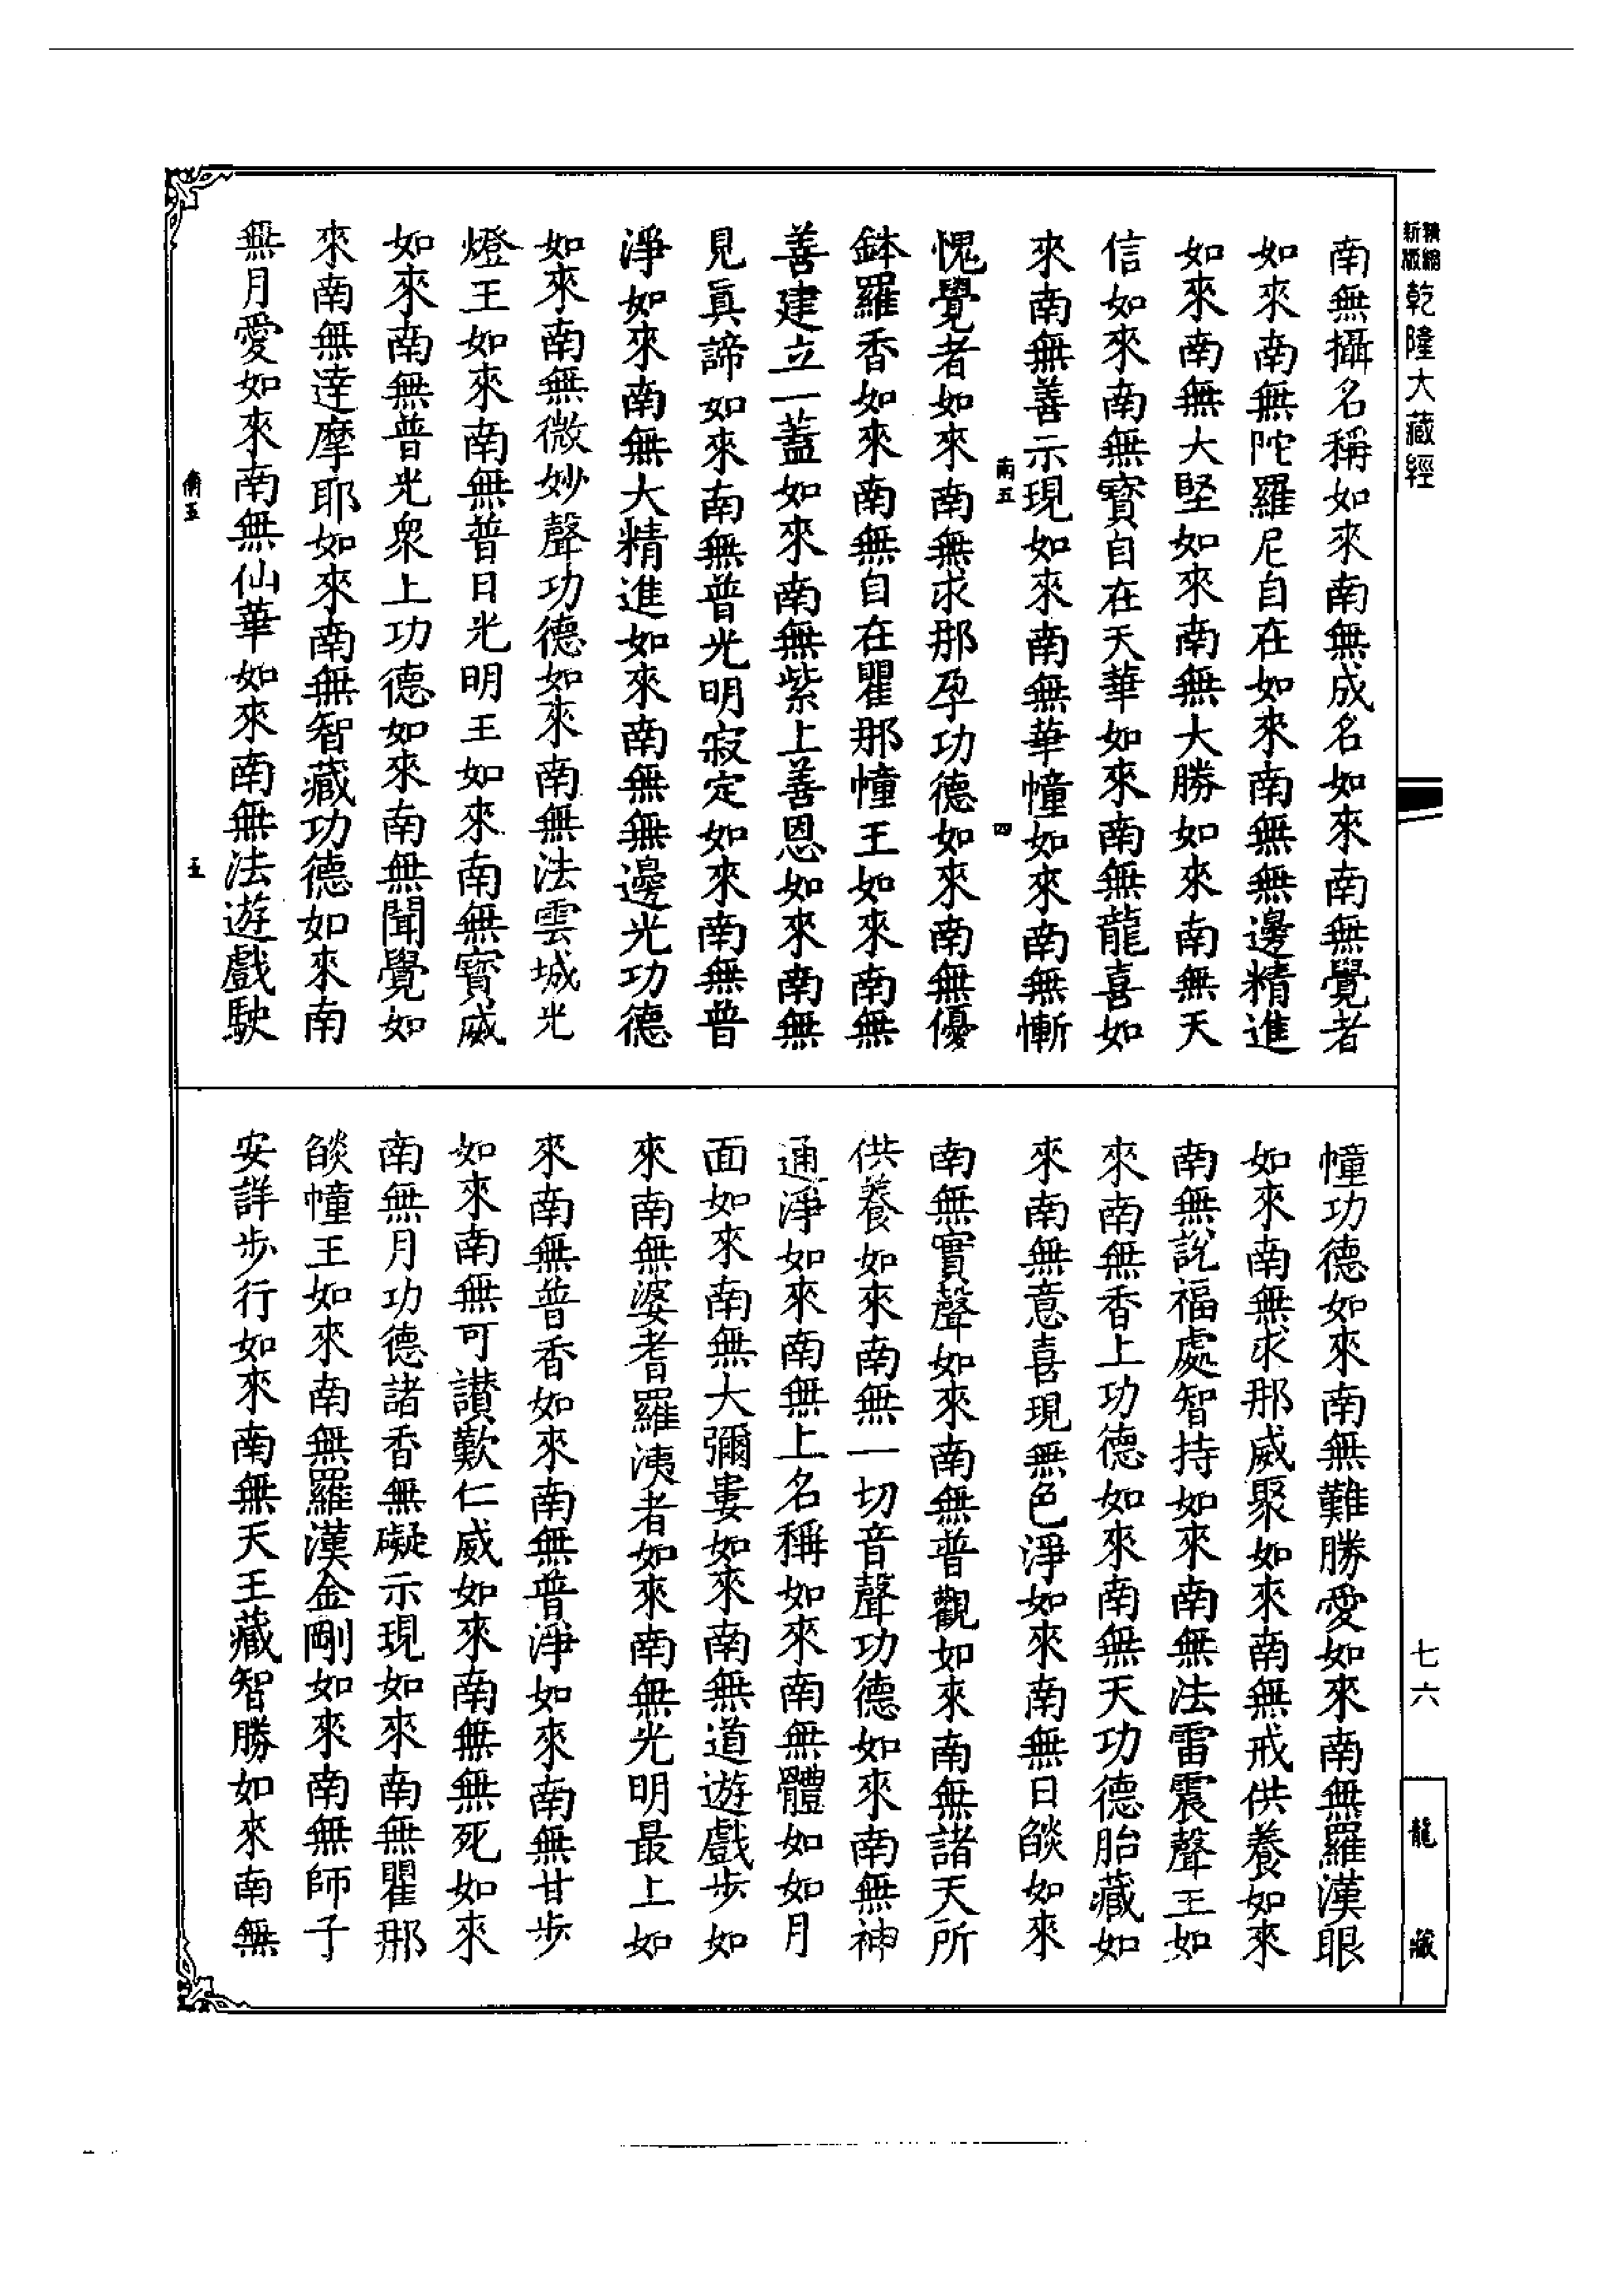 精縮新版乾隆大藏經
南無攝名稱如來南無成名如來南無覺者
如來南無陀羅尼自在如來南無無邊精進
如來南無大堅如來南無大勝如來南無天
信如來南無寶自在天華如來南無龍喜如
來南無善示現如來南無華幢如來南無慚
南五
四
愧覺者如來南無求那孕功德如來南無優
鉢羅香如來南無自在瞿那幢王如來南無
善建立一蓋如來南無紫上善恩如來南無
見真諦如來南無普光明寂定如來南無普
淨如來南無大精進如來南無無邊光功德
如來南無微妙聲功德如來南無法雲城光
燈王如來南無普日光明王如來南無寶威
如來南無普光眾上功德如來南無聞覺如
來南無達摩耶如來南無智藏功德如來南
無月愛如來南無仙華如來南無法遊戲駛
南五
五
幢功德如來南無難勝愛如來南無羅漢眼
如來南無求那威聚如來南無戒供養如來
南無說福處智持如來南無法雷震聲王如
來南無香上功德如來南無天功德胎藏如
來南無意喜現無色淨如來南無日燄如來
南無實聲如來南無普觀如來南無諸天所
供養如來南無一切音聲功德如來南無神
通淨如來南無上名稱如來南無體如如月
面如來南無大彌婁如來南無道遊戲步如
來南無婆耆羅洟者如來南無光明最上如
來南無普香如來南無普淨如來南無甘步
如來南無可讚歎仁威如來南無無死如來
南無月功德諸香無礙示現如來南無瞿那
燄幢王如來南無羅漢金剛如來南無師子
安詳步行如來南無天王藏智勝如來南無
七六
龍藏